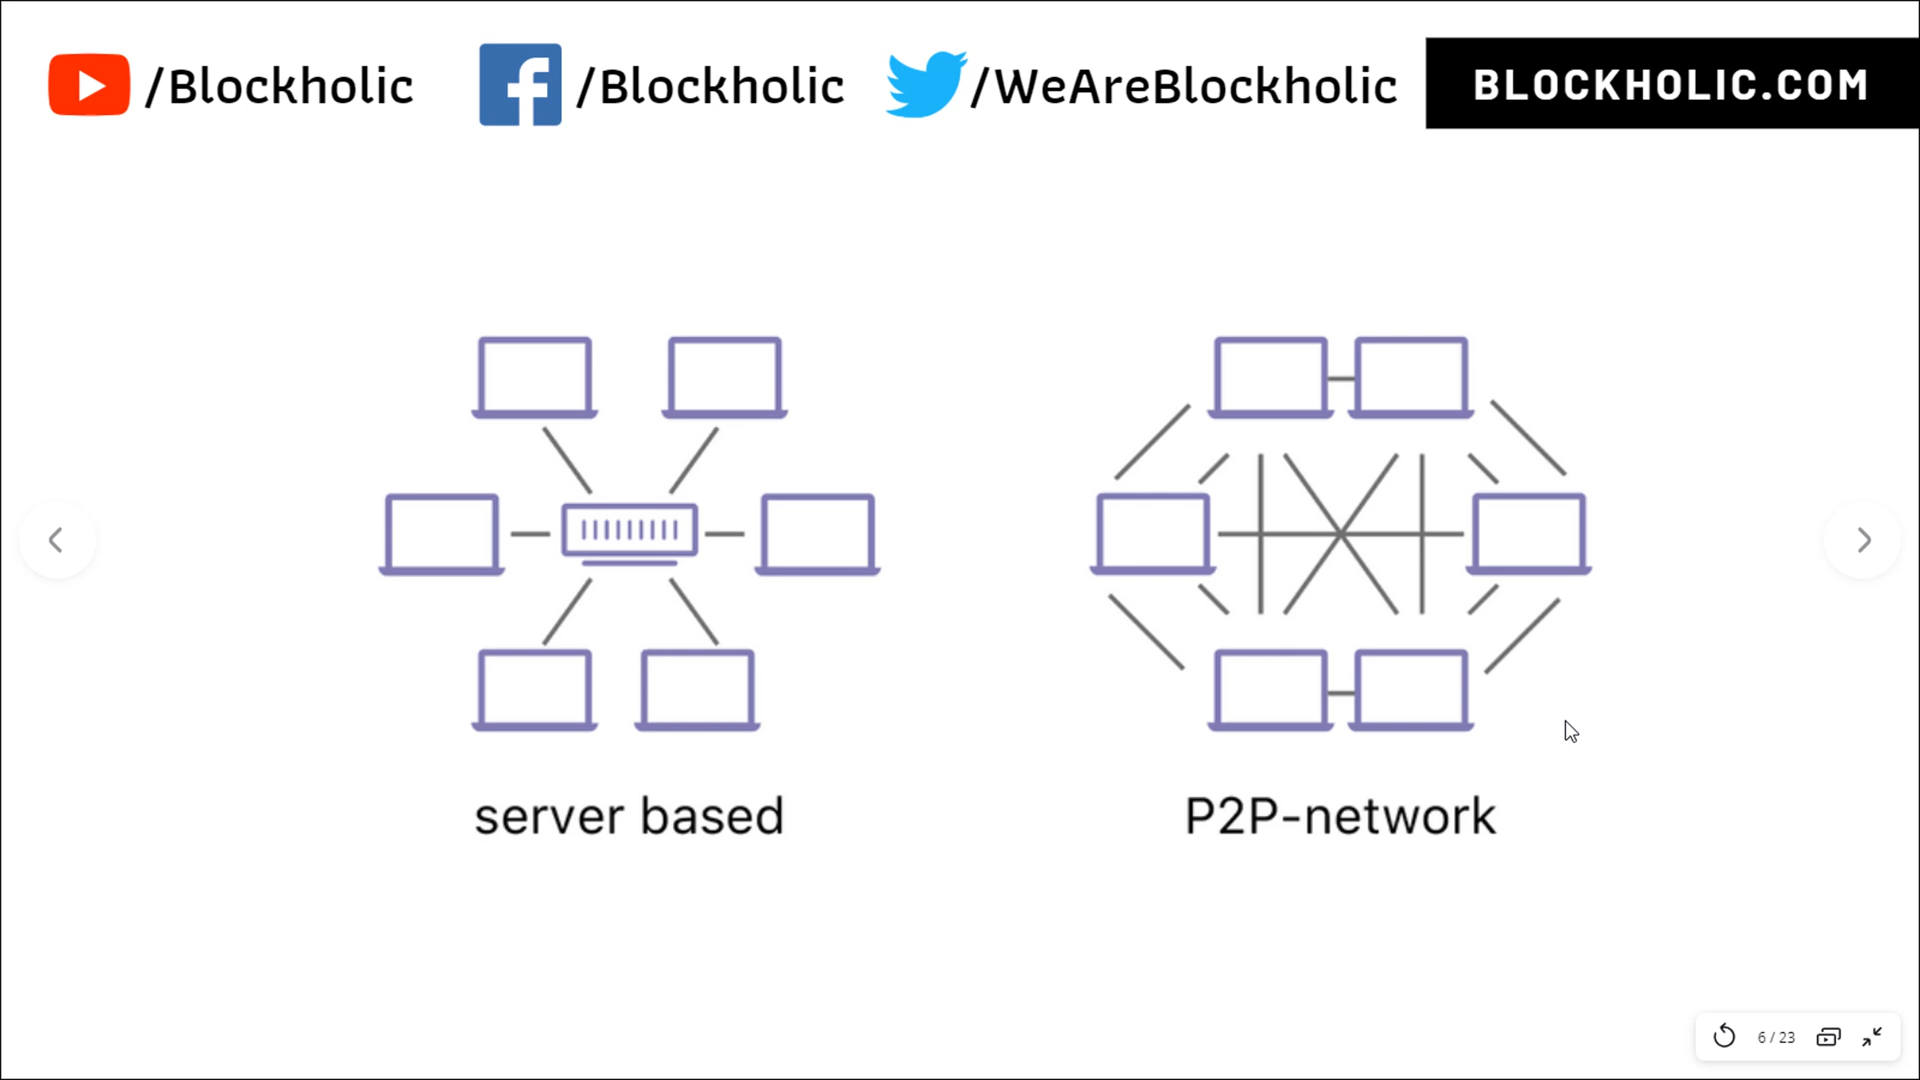 /Blockholic
/Blockholic
/WeAreBlockholic
BLOCKHOLIC.COM
server based
P2P-network
6 / 23